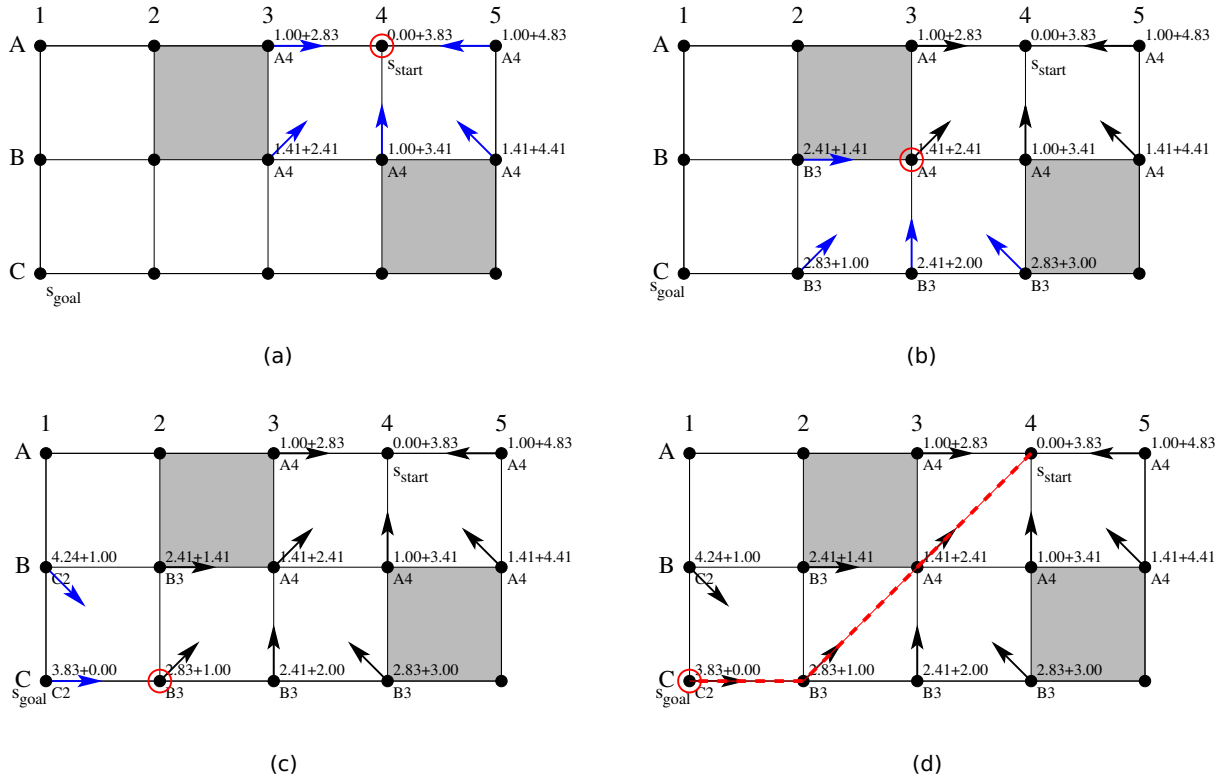 1 2 3 4 5
A 1.00+2.83 0.00+3.83 1.00+4.83
A4 s_start A4
B 1.41+2.41 1.00+3.41 1.41+4.41
A4 A4 A4
C
s_goal
(a)
1 2 3 4 5
A 1.00+2.83 0.00+3.83 1.00+4.83
A4 s_start A4
B 2.41+1.41 1.41+2.41 1.00+3.41 1.41+4.41
B3 A4 A4 A4
C 2.83+1.00 2.41+2.00 2.83+3.00
s_goal B3 B3 B3
(b)
1 2 3 4 5
A 1.00+2.83 0.00+3.83 1.00+4.83
A4 s_start A4
B 4.24+1.00 2.41+1.41 1.41+2.41 1.00+3.41 1.41+4.41
C2 B3 A4 A4 A4
C 3.83+0.00 2.83+1.00 2.41+2.00 2.83+3.00
s_goal C2 B3 B3 B3
(c)
1 2 3 4 5
A 1.00+2.83 0.00+3.83 1.00+4.83
A4 s_start A4
B 4.24+1.00 2.41+1.41 1.41+2.41 1.00+3.41 1.41+4.41
C2 B3 A4 A4 A4
C 3.83+0.00 2.83+1.00 2.41+2.00 2.83+3.00
s_goal C2 B3 B3 B3
(d)